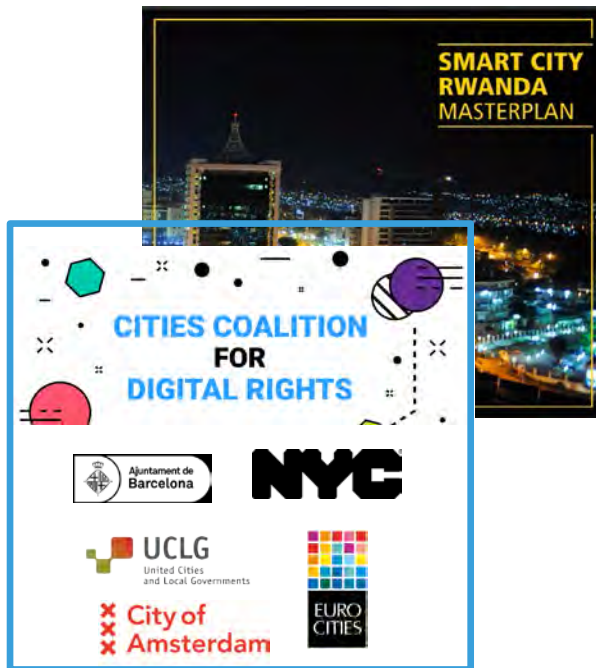 SMART CITY
RWANDA
MASTERPLAN
CITIES COALITION
FOR
DIGITAL RIGHTS
Ajuntament de
Barcelona
NYC
UCLG
United Cities
and Local Governments
EURO
CITIES
City of
Amsterdam